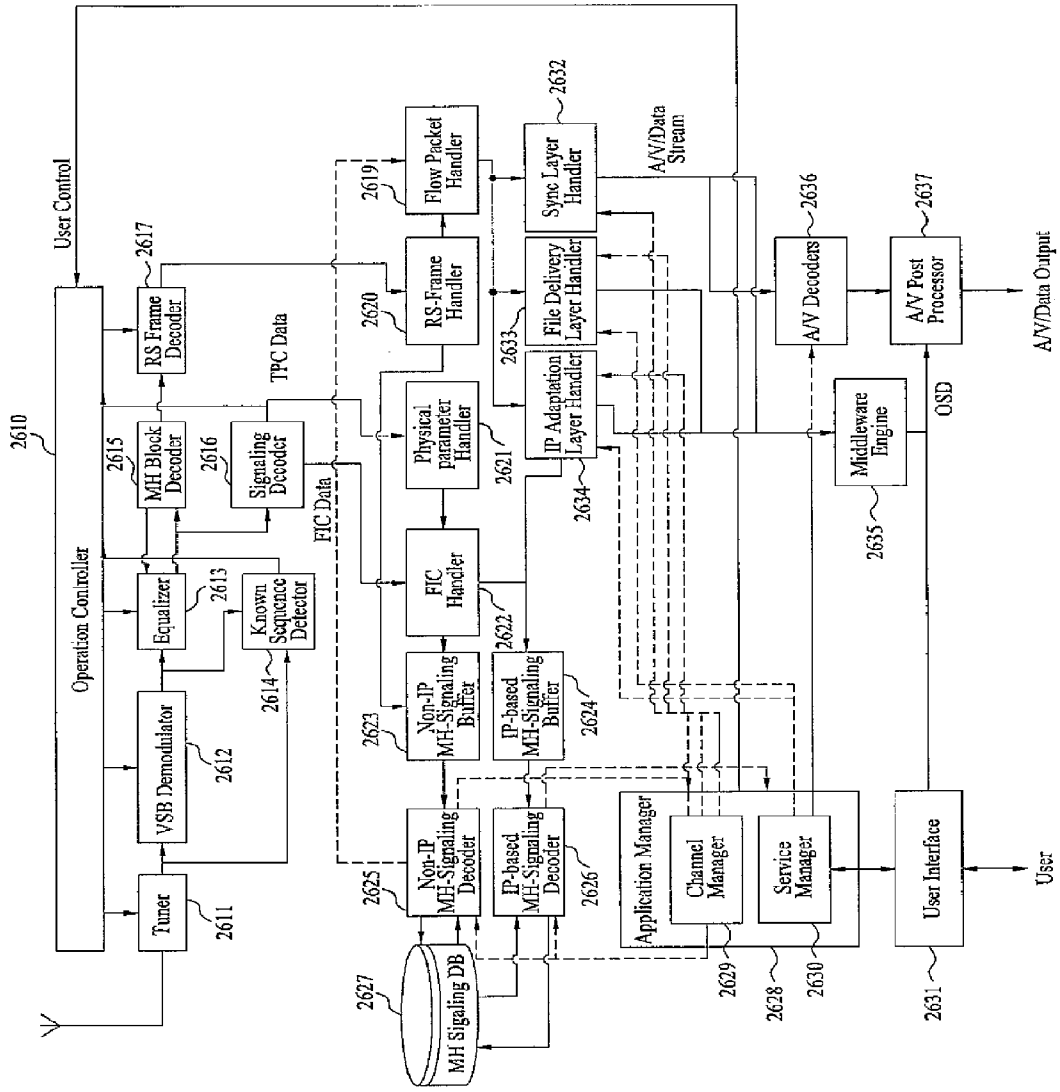 2610
Operation Controller
User Control
Tuner
2611
VSB Demodulator
2612
Equalizer
2613
2614
Known
Sequence
Detector
2615
MH Block
Decoder
2616
Signaling
Dcoder
2617
RS Frame
Decoder
TPC Data
FIC Data
2619
Flow Packet
Handler
2620
RS-Frame
Handler
Physical
parameter
Handler
2621
FIC
Handler
2622
2623
Non-IP
MH-Signaling
Buffer
IP-based
MH-Signaling
Buffer
2624
2625
Non-IP
MH-Signaling
Decoder
IP-based
MH-Signaling
Decoder
2626
2627
MH Sigaling DB
2632
Sync Layer
Handler
2633
File Delivery
Layer Handler
2634
IP Adaptation
Layer Handler
A/V/Data
Stream
Application Manager
Channel
Manager
Service
Manager
2628
2629
2630
2631
User Interface
User
2635
Middleware
Engine
OSD
2636
A/V Decoders
2637
A/V Post
Processor
A/V/Data Output